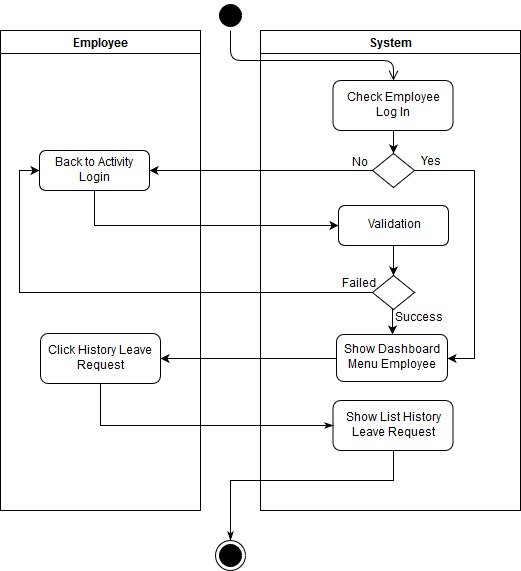 Employee
System
Check Employee
Log In
No
Yes
Back to Activity
Login
Validation
Failed
Success
Click History Leave
Request
Show Dashboard
Menu Employee
Show List History
Leave Request